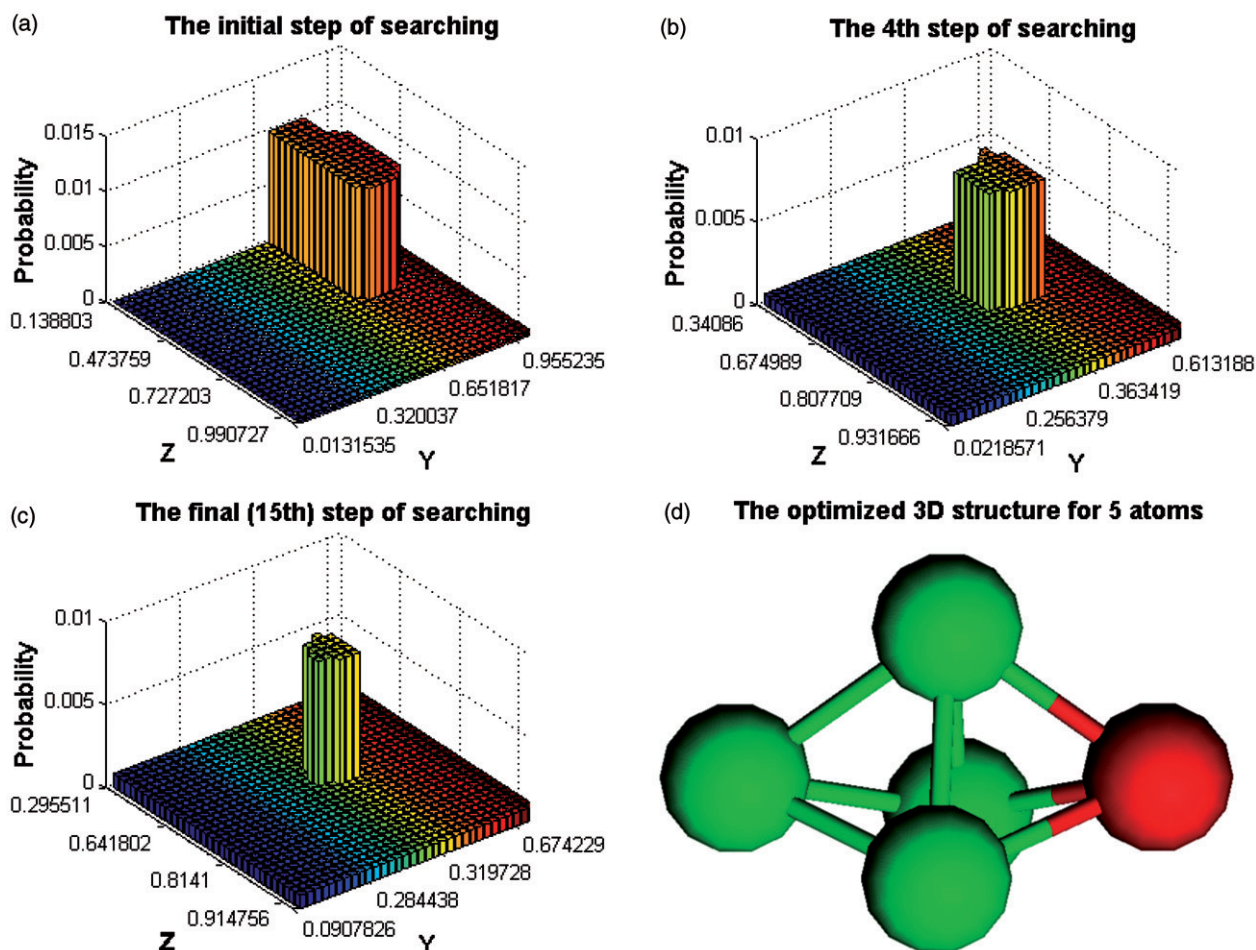 (a)
The initial step of searching
Probability
0.015
0.01
0.005
0
0.138803
0.473759
0.727203
0.990727
Z
0.955235
0.651817
0.320037
0.0131535
Y
(b)
The 4th step of searching
Probability
0.01
0.005
0
0.34086
0.674989
0.807709
0.931666
Z
0.613188
0.363419
0.256379
0.0218571
Y
(c)
The final (15th) step of searching
Probability
0.01
0.005
0
0.295511
0.641802
0.8141
0.914756
Z
0.674229
0.319728
0.284438
0.0907826
Y
(d)
The optimized 3D structure for 5 atoms